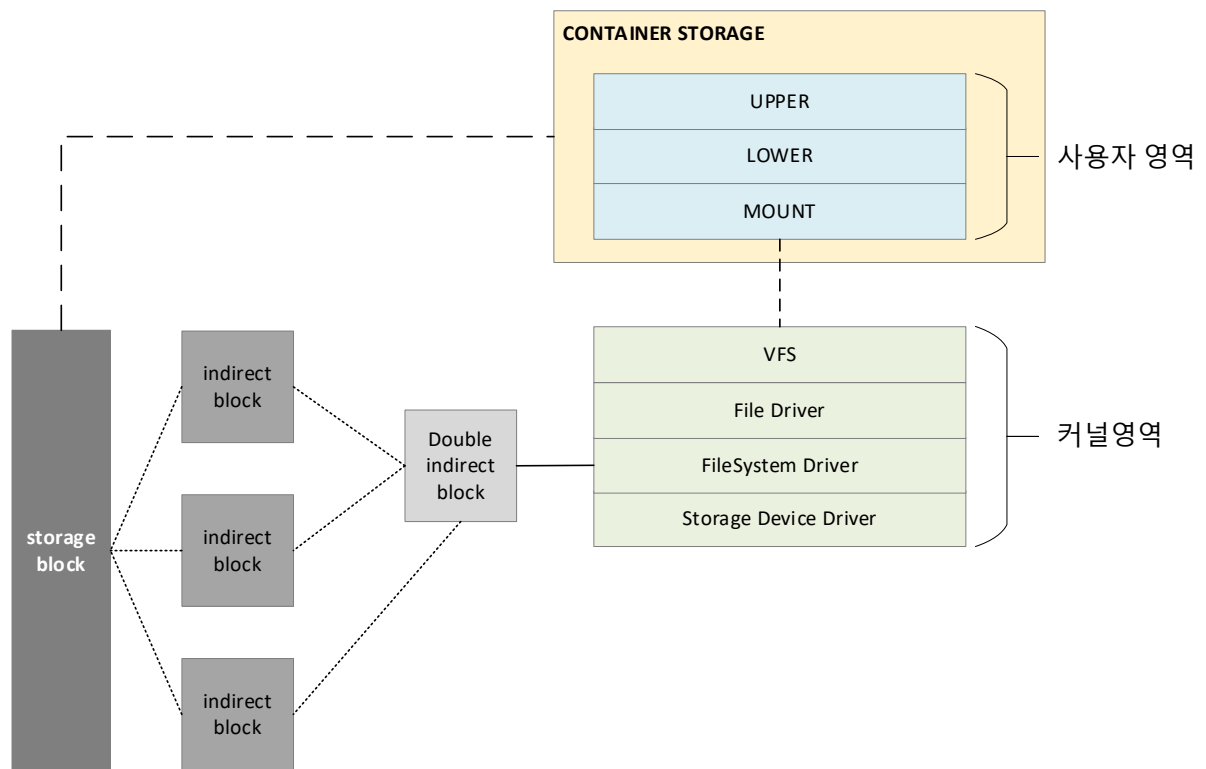 CONTAINER STORAGE
UPPER
LOWER
MOUNT
사용자 영역
VFS
File Driver
FileSystem Driver
Storage Device Driver
커널영역
indirect
block
indirect
block
indirect
block
Double
indirect
block
storage
block